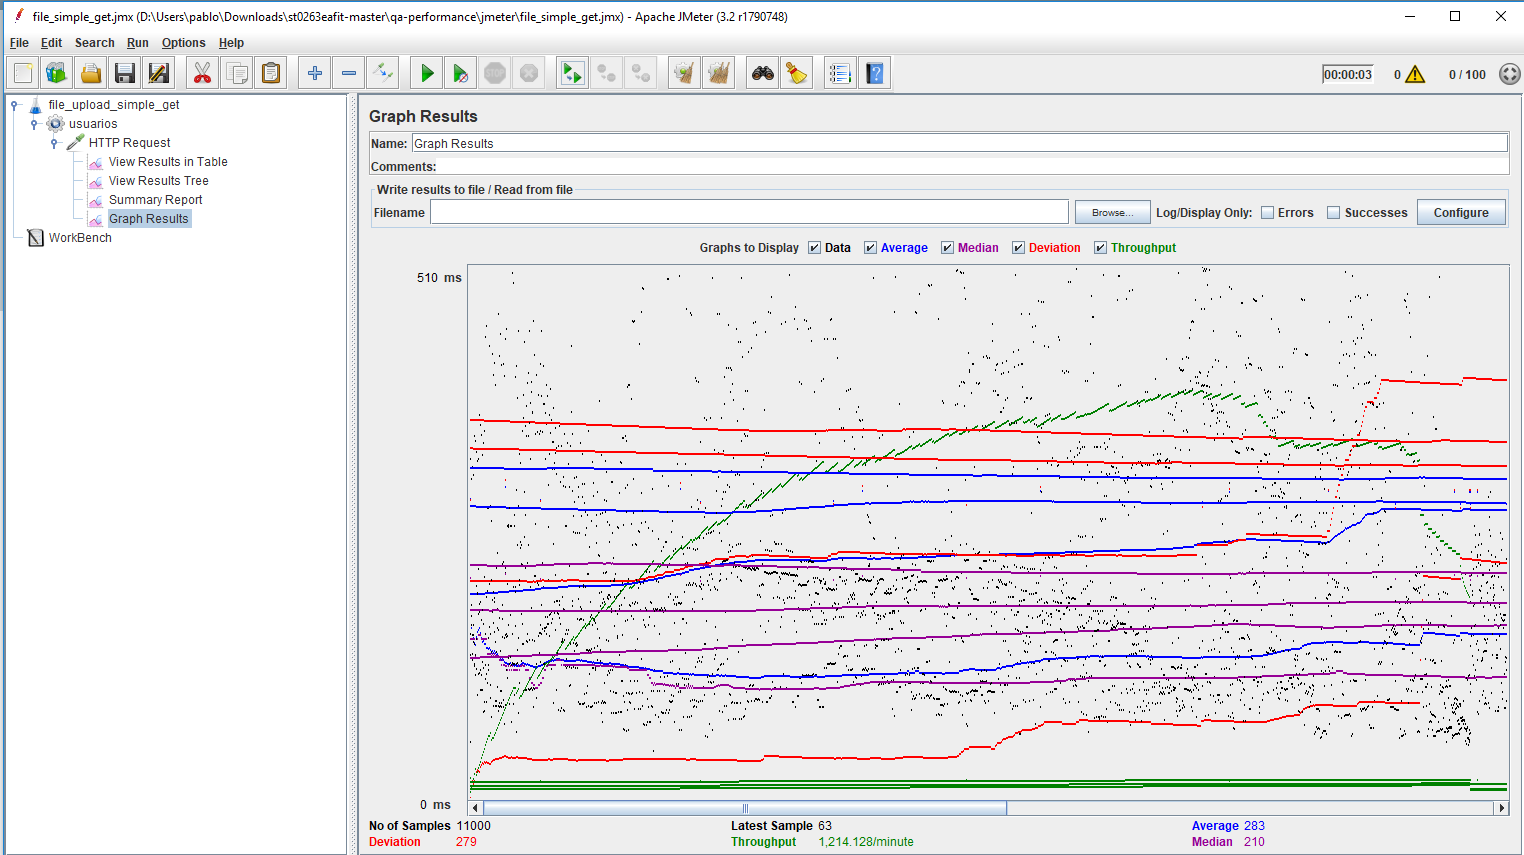 file_simple_get.jmx (D:\Users\pablo\Downloads\st0263eafit-master\qa-performance\jmeter\file_simple_get.jmx) - Apache JMeter (3.2 r1790748)
File Edit Search Run Options Help
00:00:03 0 0 / 100
file_upload_simple_get
usuarios
HTTP Request
View Results in Table
View Results Tree
Summary Report
Graph Results
WorkBench
Graph Results
Name: Graph Results
Comments:
Write results to file / Read from file
Filename Browse... Log/Display Only: Errors Successes Configure
Graphs to Display Data Average Median Deviation Throughput
510 ms
0 ms
No of Samples 11000 Latest Sample 63 Average 283
Deviation 279 Throughput 1,214.128/minute Median 210